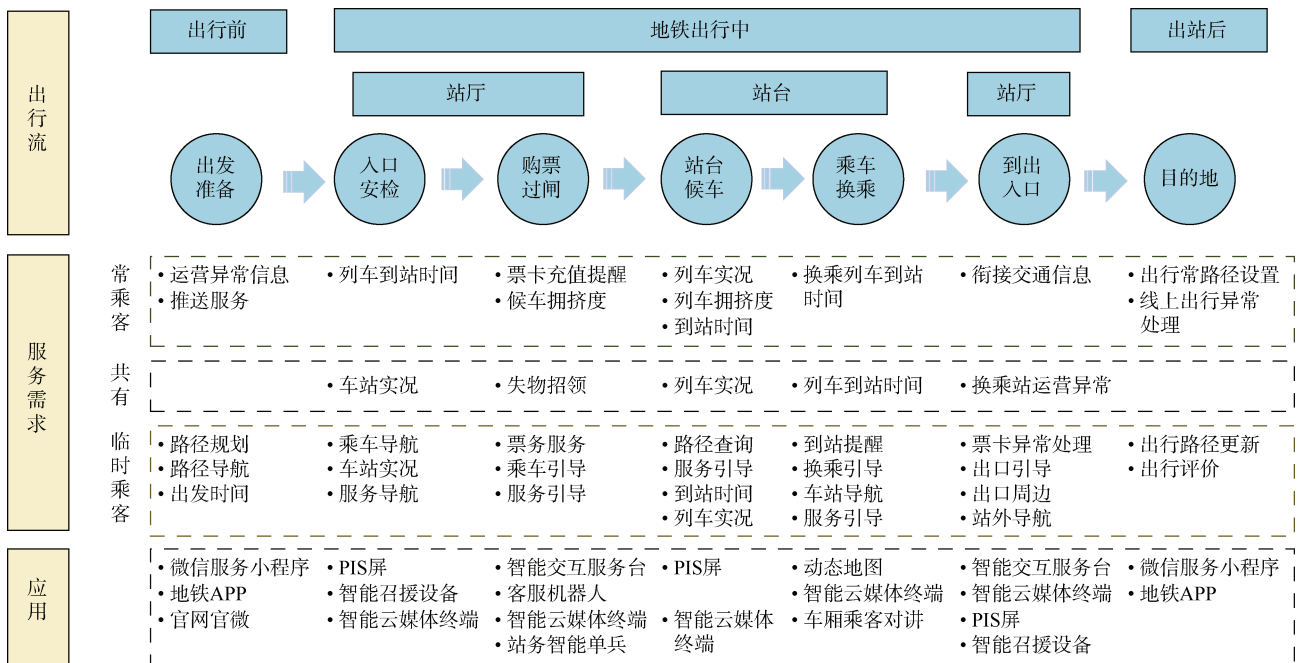 出行前
地铁出行中
出站后
站厅
站台
站厅
出行流
出发
准备
入口
安检
购票
过闸
站台
候车
乘车
换乘
到出
入口
目的地
服务需求
常乘客
• 运营异常信息
• 推送服务
• 列车到站时间
• 票卡充值提醒
• 候车拥挤度
• 列车实况
• 列车拥挤度
• 到站时间
• 换乘列车到站
时间
• 衔接交通信息
• 出行常路径设置
• 线上出行异常
处理
共有
• 车站实况
• 失物招领
• 列车实况
• 列车到站时间
• 换乘站运营异常
临时乘客
• 路径规划
• 路径导航
• 出发时间
• 乘车导航
• 车站实况
• 服务导航
• 票务服务
• 乘车引导
• 服务引导
• 路径查询
• 服务引导
• 到站时间
• 列车实况
• 到站提醒
• 换乘引导
• 车站导航
• 服务引导
• 票卡异常处理
• 出口引导
• 出口周边
• 站外导航
• 出行路径更新
• 出行评价
应用
• 微信服务小程序
• 地铁APP
• 官网官微
• PIS屏
• 智能召援设备
• 智能云媒体终端
• 智能交互服务台
• 客服机器人
• 智能云媒体终端
• 站务智能单兵
• PIS屏
• 智能云媒体
终端
• 动态地图
智能云媒体终端
• 车厢乘客对讲
• 智能交互服务台
• 智能云媒体终端
• PIS屏
• 智能召援设备
• 微信服务小程序
• 地铁APP